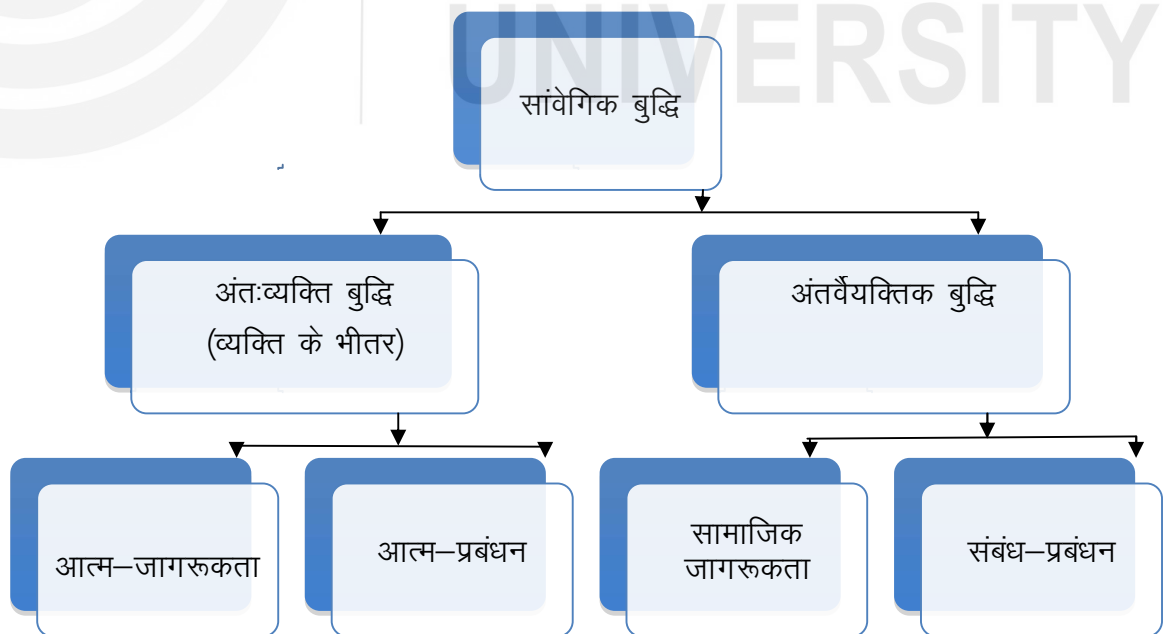 UNIVERSITY
सांवेगिक बुद्धि
अंतःव्यक्ति बुद्धि
(व्यक्ति के भीतर)
अंतर्वैयक्तिक बुद्धि
आत्म–जागरूकता
आत्म–प्रबंधन
सामाजिक
जागरूकता
संबंध–प्रबंधन